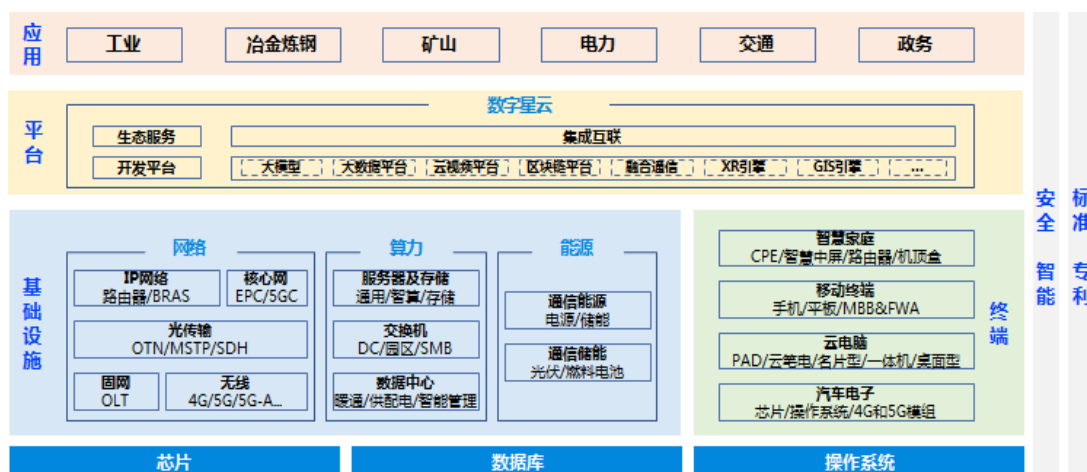 应用
工业
冶金炼钢
矿山
电力
交通
政务
平台
数字星云
生态服务
集成互联
开发平台
大模型
大数据平台
云视频平台
区块链平台
融合通信
XR引擎
GIS引擎
...
基础设施
网络
IP网络
路由器/BRAS
核心网
EPC/5GC
光传输
OTN/MSTP/SDH
固网
OLT
无线
4G/5G/5G-A...
算力
服务器及存储
通用/智算/存储
交换机
DC/园区/SMB
数据中心
暖通/供配电/智能管理
能源
通信能源
电源/储能
通信储能
光伏/燃料电池
智慧家庭
CPE/智慧中屏/路由器/机顶盒
移动终端
手机/平板/MBB&FWA
云电脑
PAD/云笔电/名片型/一体机/桌面型
汽车电子
芯片/操作系统/4G和5G模组
终端
芯片
数据库
操作系统
安全 智能
标准 专利